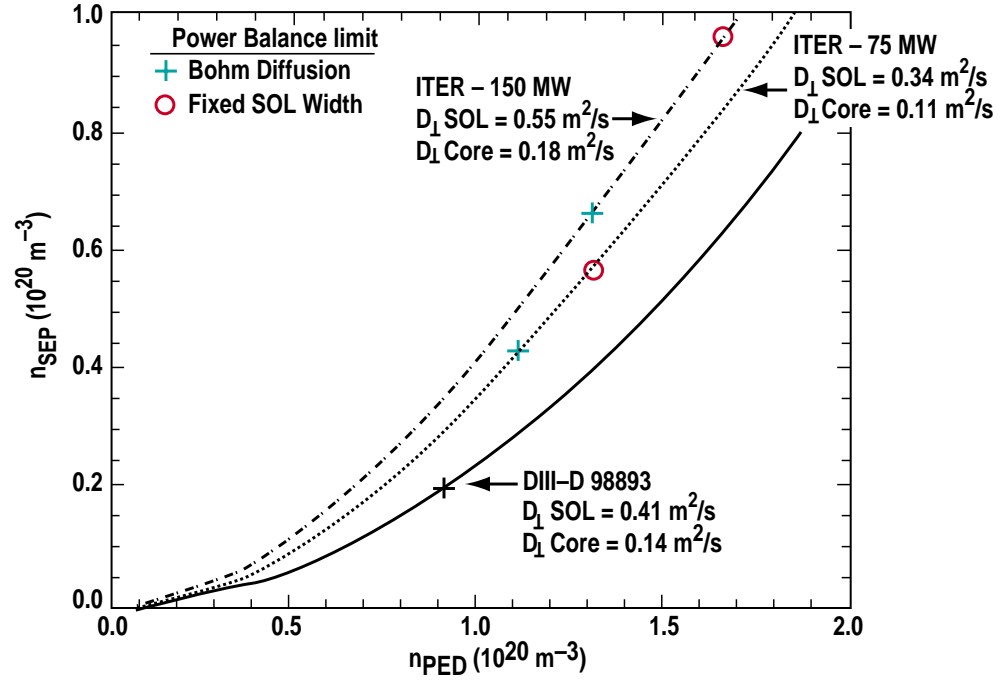 Power Balance limit
Bohm Diffusion
Fixed SOL Width
ITER – 150 MW
D⊥ SOL = 0.55 m²/s
D⊥ Core = 0.18 m²/s
ITER – 75 MW
D⊥ SOL = 0.34 m²/s
D⊥ Core = 0.11 m²/s
DIII–D 98893
D⊥ SOL = 0.41 m²/s
D⊥ Core = 0.14 m²/s
nSEP (10²⁰ m⁻³)
1.0
0.8
0.6
0.4
0.2
0.0
0.0 0.5 1.0 1.5 2.0
nPED (10²⁰ m⁻³)